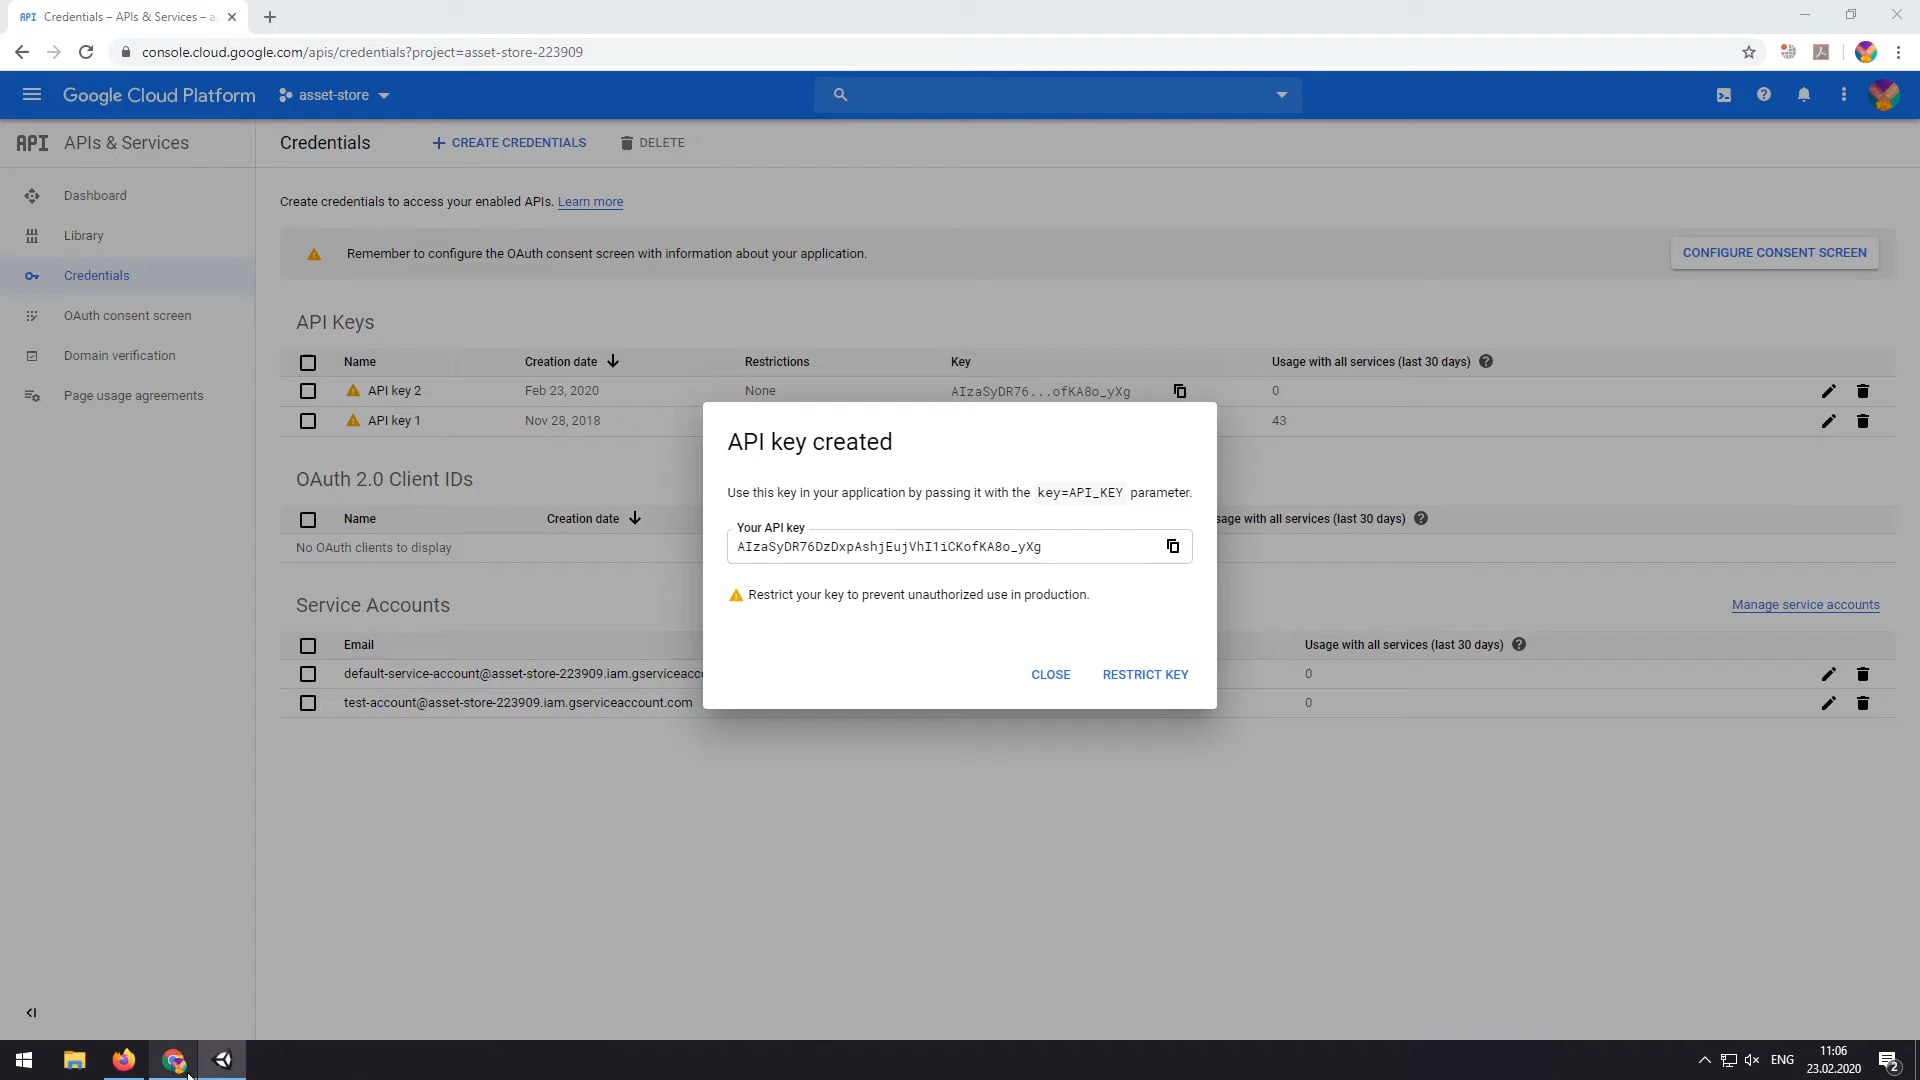 API Credentials – APIs & Services – a
console.cloud.google.com/apis/credentials?project=asset-store-223909
Google Cloud Platform asset-store
API APIs & Services
Credentials CREATE CREDENTIALS DELETE
Dashboard
Library
Credentials
OAuth consent screen
Domain verification
Page usage agreements
Create credentials to access your enabled APIs. Learn more
Remember to configure the OAuth consent screen with information about your application. CONFIGURE CONSENT SCREEN
API Keys
Name Creation date Restrictions Key Usage with all services (last 30 days)
API key 2 Feb 23, 2020 None AIzaSyDR76...ofKA8o_yXg 0
API key 1 Nov 28, 2018 43
OAuth 2.0 Client IDs
Name Creation date sage with all services (last 30 days)
No OAuth clients to display
Service Accounts
Manage service accounts
Email Usage with all services (last 30 days)
default-service-account@asset-store-223909.iam.gserviceacc 0
test-account@asset-store-223909.iam.gserviceaccount.com 0
API key created
Use this key in your application by passing it with the key=API_KEY parameter.
Your API key
AIzaSyDR76DzDxpAshjEujVhI1iCKofKA8o_yXg
Restrict your key to prevent unauthorized use in production.
CLOSE RESTRICT KEY
ENG
11:06
23.02.2020
2